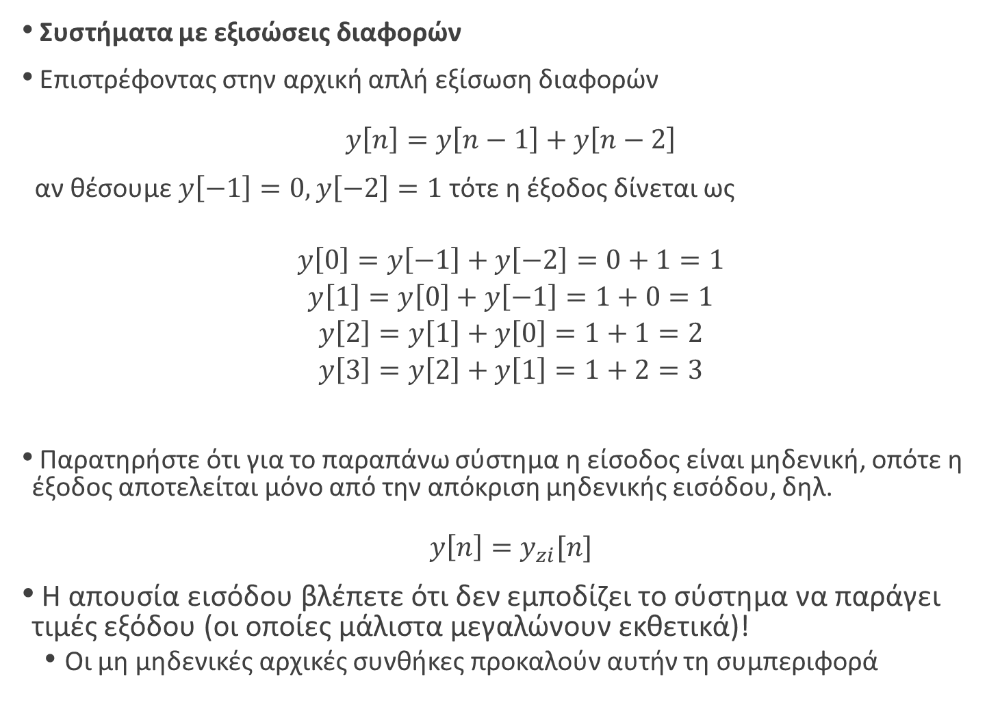 • Συστήματα με εξισώσεις διαφορών
• Επιστρέφοντας στην αρχική απλή εξίσωση διαφορών
y[n] = y[n − 1] + y[n − 2]
αν θέσουμε y[−1] = 0, y[−2] = 1 τότε η έξοδος δίνεται ως
y[0] = y[−1] + y[−2] = 0 + 1 = 1
y[1] = y[0] + y[−1] = 1 + 0 = 1
y[2] = y[1] + y[0] = 1 + 1 = 2
y[3] = y[2] + y[1] = 1 + 2 = 3
• Παρατηρήστε ότι για το παραπάνω σύστημα η είσοδος είναι μηδενική, οπότε η
έξοδος αποτελείται μόνο από την απόκριση μηδενικής εισόδου, δηλ.
y[n] = y_{zi}[n]
• Η απουσία εισόδου βλέπετε ότι δεν εμποδίζει το σύστημα να παράγει
τιμές εξόδου (οι οποίες μάλιστα μεγαλώνουν εκθετικά)!
• Οι μη μηδενικές αρχικές συνθήκες προκαλούν αυτήν τη συμπεριφορά